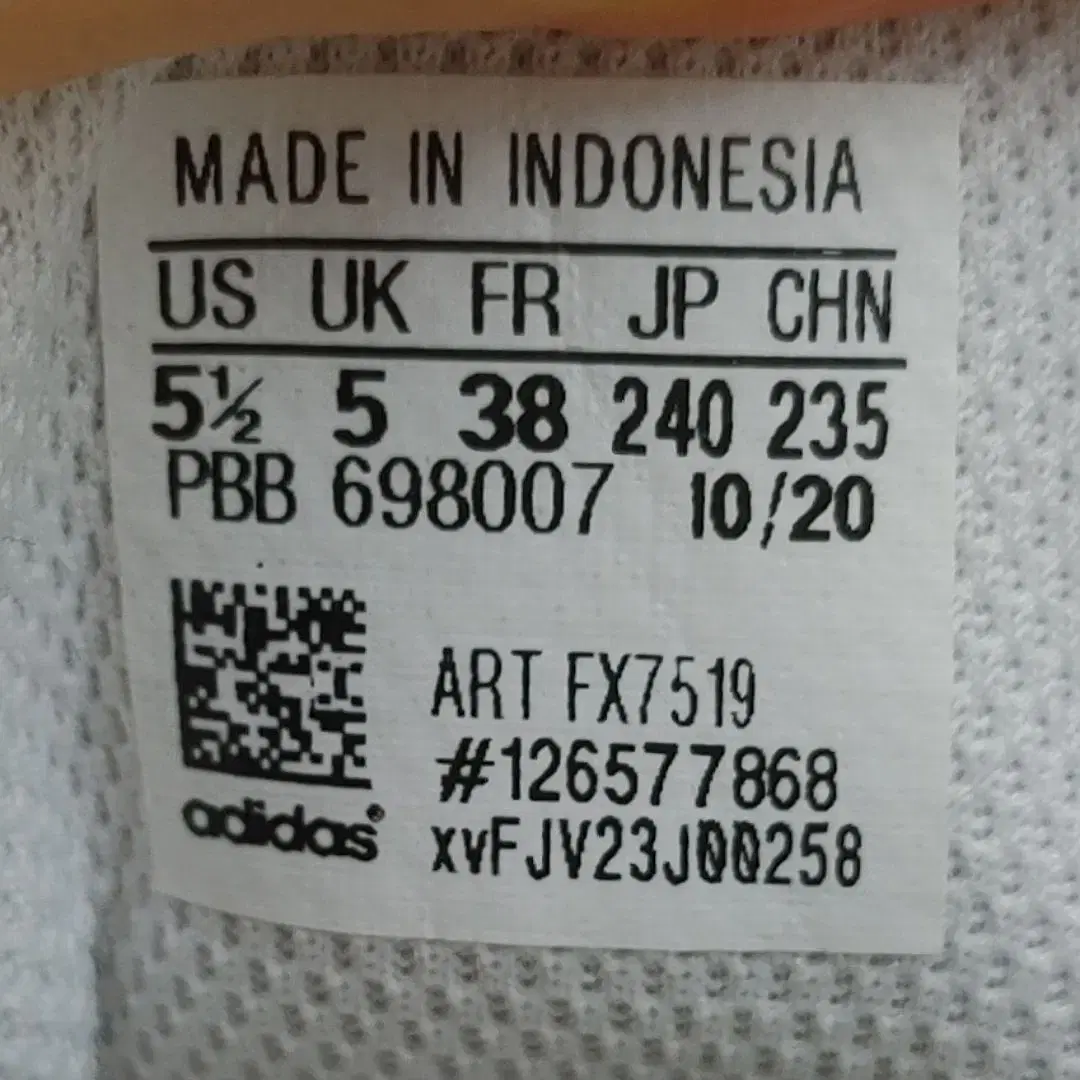 MADE IN INDONESIA
US UK FR JP CHN
5½ 5 38 240 235
PBB 698007 10/20
ART FX7519
#126577868
adidas®
xvFJV23J00258